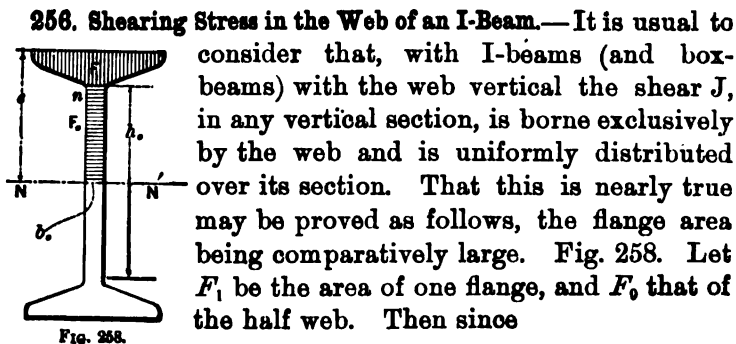 256. Shearing Stress in the Web of an I-Beam.—It is usual to
consider that, with I-beams (and box-
beams) with the web vertical the shear J,
in any vertical section, is borne exclusively
by the web and is uniformly distributed
over its section. That this is nearly true
may be proved as follows, the flange area
being comparatively large. Fig. 258. Let
F₁ be the area of one flange, and F₀ that of
the half web. Then since
n
F₀
h₀
e
N
N'
b₀
Fig. 258.